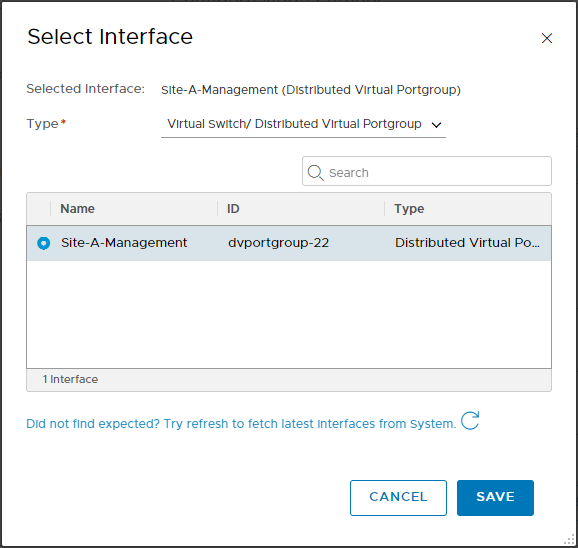 Select Interface
Selected Interface: Site-A-Management (Distributed Virtual Portgroup)
Type* Virtual Switch/ Distributed Virtual Portgroup
Search
Name ID Type
Site-A-Management dvportgroup-22 Distributed Virtual Po...
1 Interface
Did not find expected? Try refresh to fetch latest interfaces from System.
CANCEL SAVE